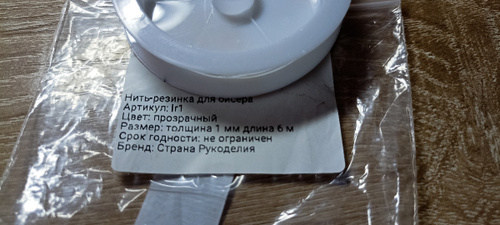 Нить-резинка для бисера
Артикул: lr1
Цвет: прозрачный
Размер: толщина 1 мм длина 6 м
Срок годности: не ограничен
Бренд: Страна Рукоделия